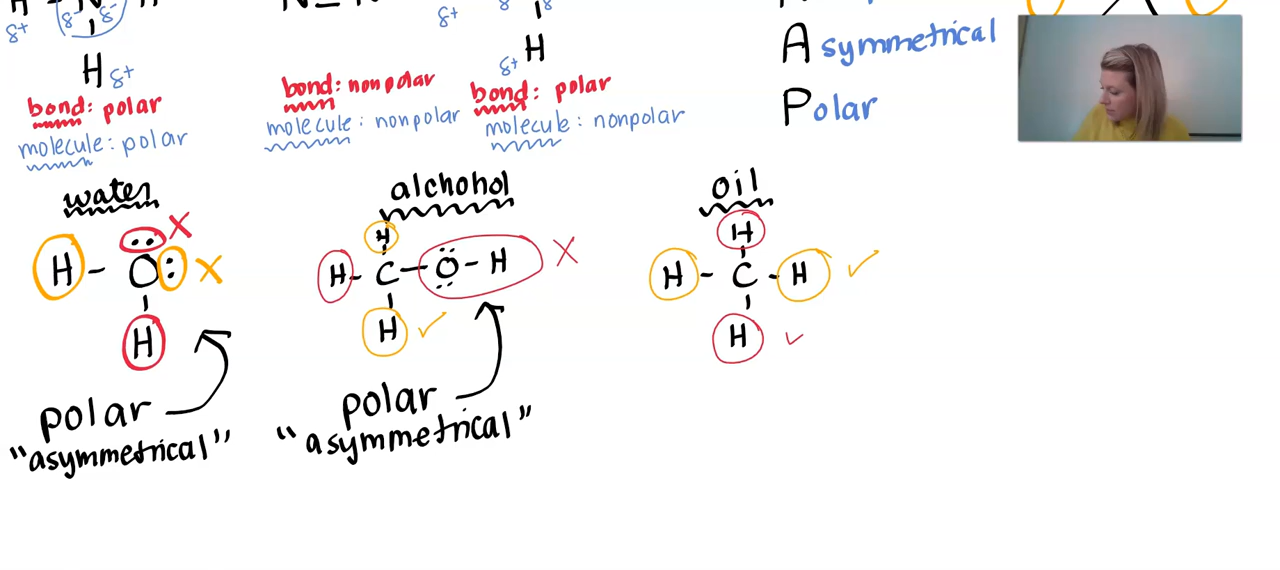 δ+ δ- δ-
δ+
H
A symmetrical
H δ+
δ+ H
bond: nonpolar
bond: polar
bond: polar
P olar
molecule: nonpolar
molecule: nonpolar
molecule: polar
water
alchohol
oil
X
H
H
H - O : X
H - C - O - H X
H - C - H ✓
H
H ✓
H ✓
polar
"asymmetrical"
polar
"asymmetrical"